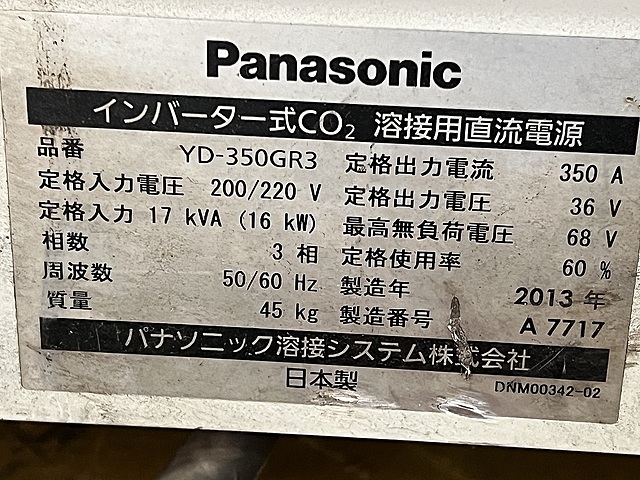 Panasonic
インバーター式CO₂ 溶接用直流電源
品番 YD-350GR3 定格出力電流 350 A
定格入力電圧 200/220 V 定格出力電圧 36 V
定格入力 17 kVA (16 kW) 最高無負荷電圧 68 V
相数 3 相 定格使用率 60 %
周波数 50/60 Hz 製造年 2013 年
質量 45 kg 製造番号 A 7717
パナソニック溶接システム株式会社
日本製 DNM00342-02